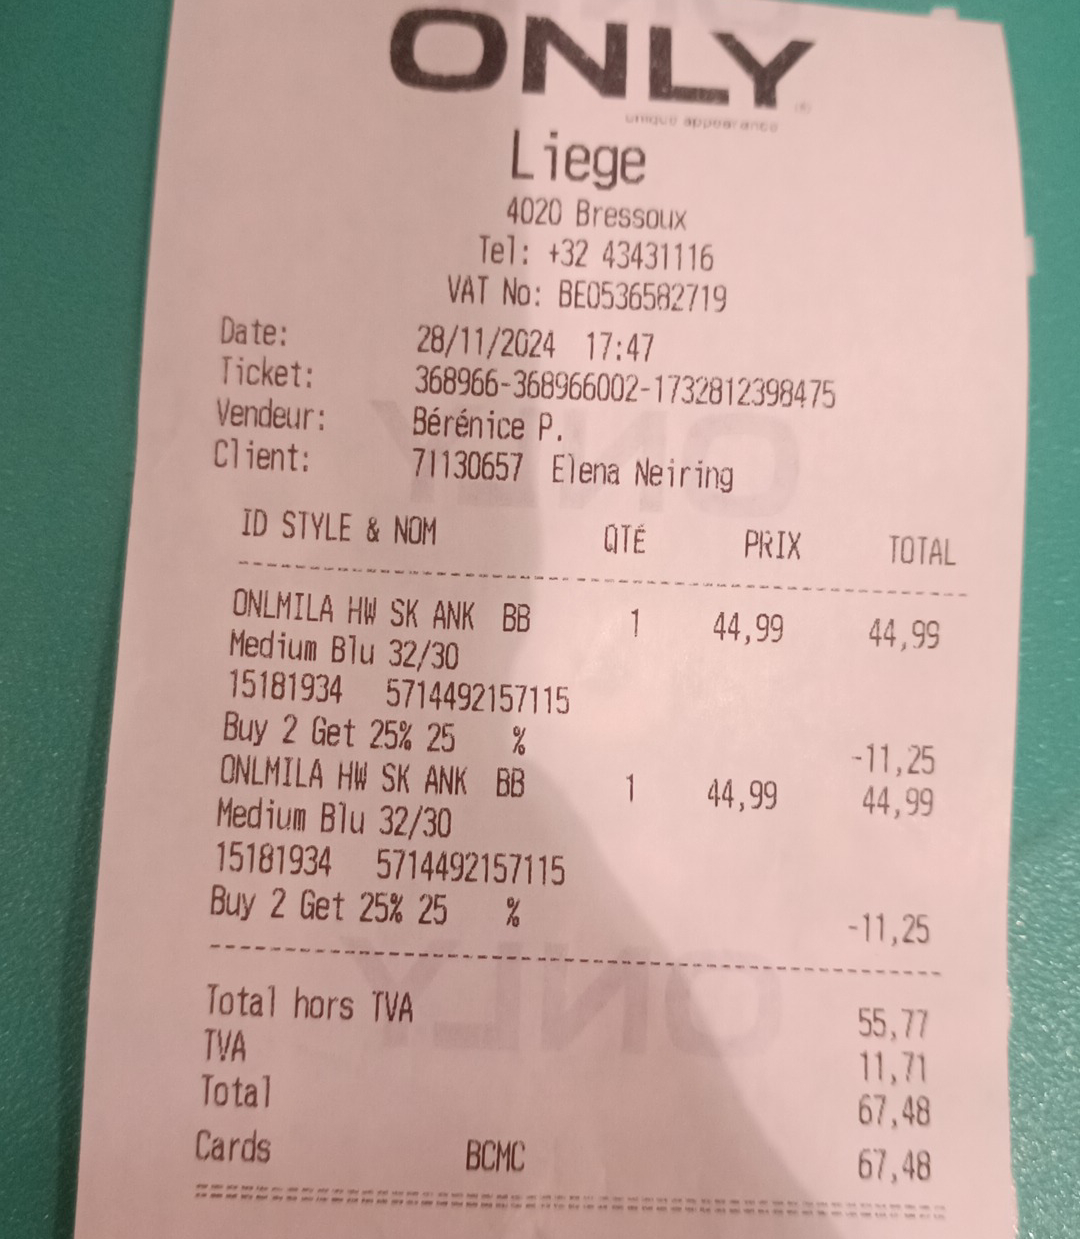 ONLY
unique appearance
Liege
4020 Bressoux
Tel: +32 43431116
VAT No: BE0536582719
Date: 28/11/2024 17:47
Ticket: 368966-368966002-1732812398475
Vendeur: Bérénice P.
Client: 71130657 Elena Neiring
ID STYLE & NOM QTÉ PRIX TOTAL
ONLMILA HW SK ANK BB 1 44,99 44,99
Medium Blu 32/30
15181934 5714492157115
Buy 2 Get 25% 25 % -11,25
ONLMILA HW SK ANK BB 1 44,99 44,99
Medium Blu 32/30
15181934 5714492157115
Buy 2 Get 25% 25 % -11,25
Total hors TVA 55,77
TVA 11,71
Total 67,48
Cards BCMC 67,48